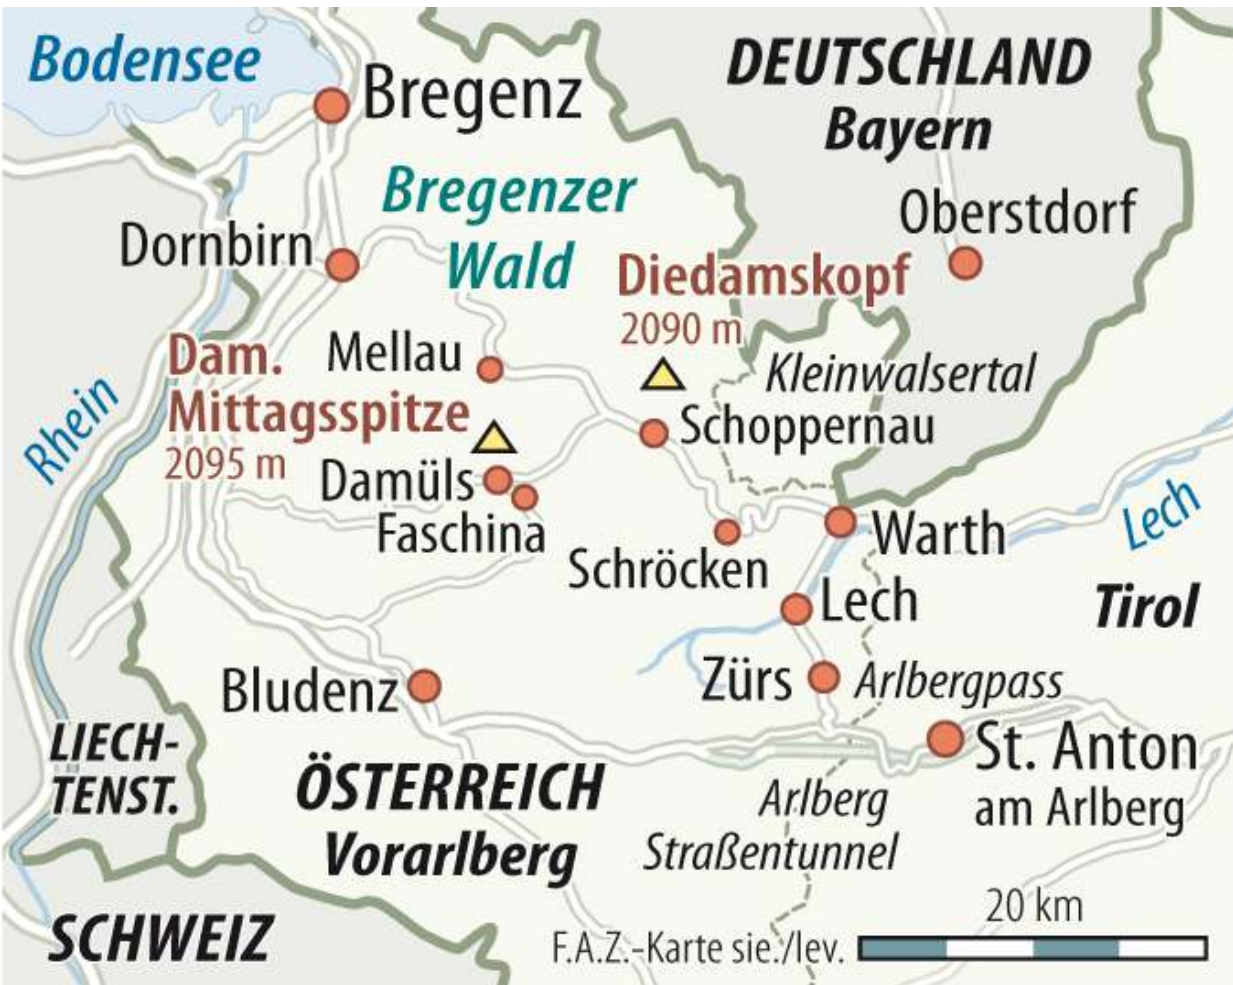 Bodensee
DEUTSCHLAND
Bayern
Bregenz
Bregenzer
Wald
Oberstdorf
Dornbirn
Diedamskopf
2090 m
Dam.
Mittagsspitze
2095 m
Mellau
Kleinwalsertal
Rhein
Schoppernau
Damüls
Faschina
Lech
Warth
Schröcken
Lech
Tirol
Zürs
Arlbergpass
Bludenz
LIECH-
TENST.
St. Anton
am Arlberg
ÖSTERREICH
Vorarlberg
Arlberg
Straßentunnel
SCHWEIZ
20 km
F.A.Z.-Karte sie./lev.